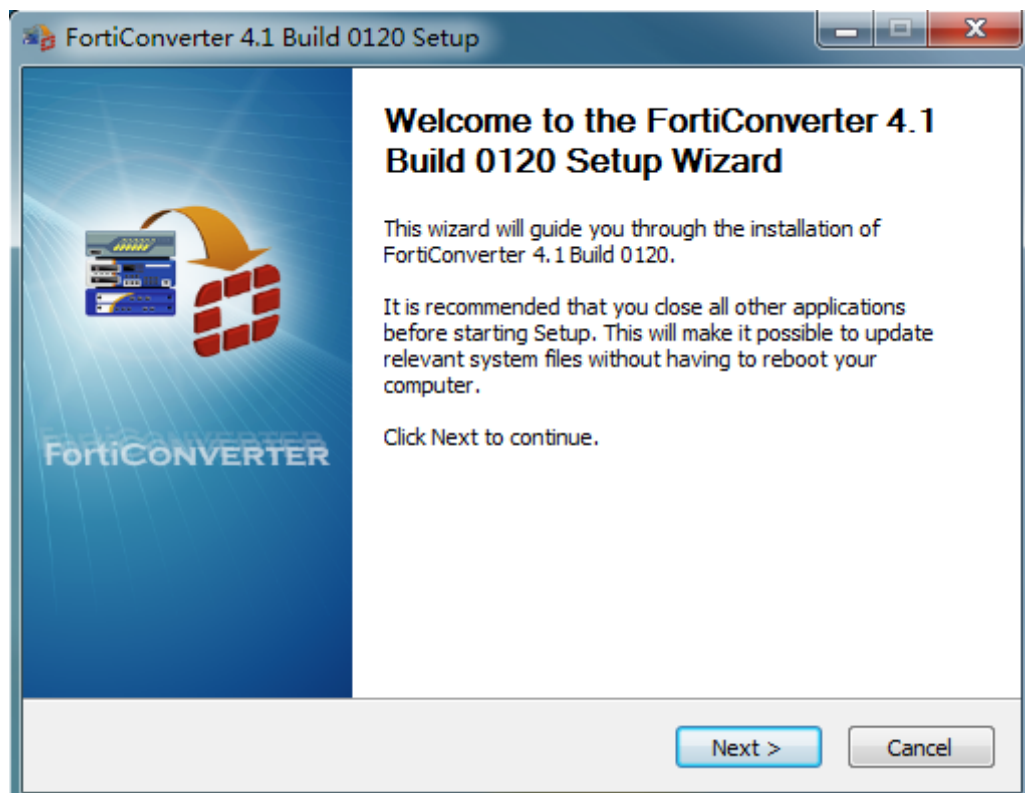 FortiConverter 4.1 Build 0120 Setup
Welcome to the FortiConverter 4.1
Build 0120 Setup Wizard
This wizard will guide you through the installation of
FortiConverter 4.1 Build 0120.
It is recommended that you close all other applications
before starting Setup. This will make it possible to update
relevant system files without having to reboot your
computer.
Click Next to continue.
FORTICONVERTER
Next >
Cancel